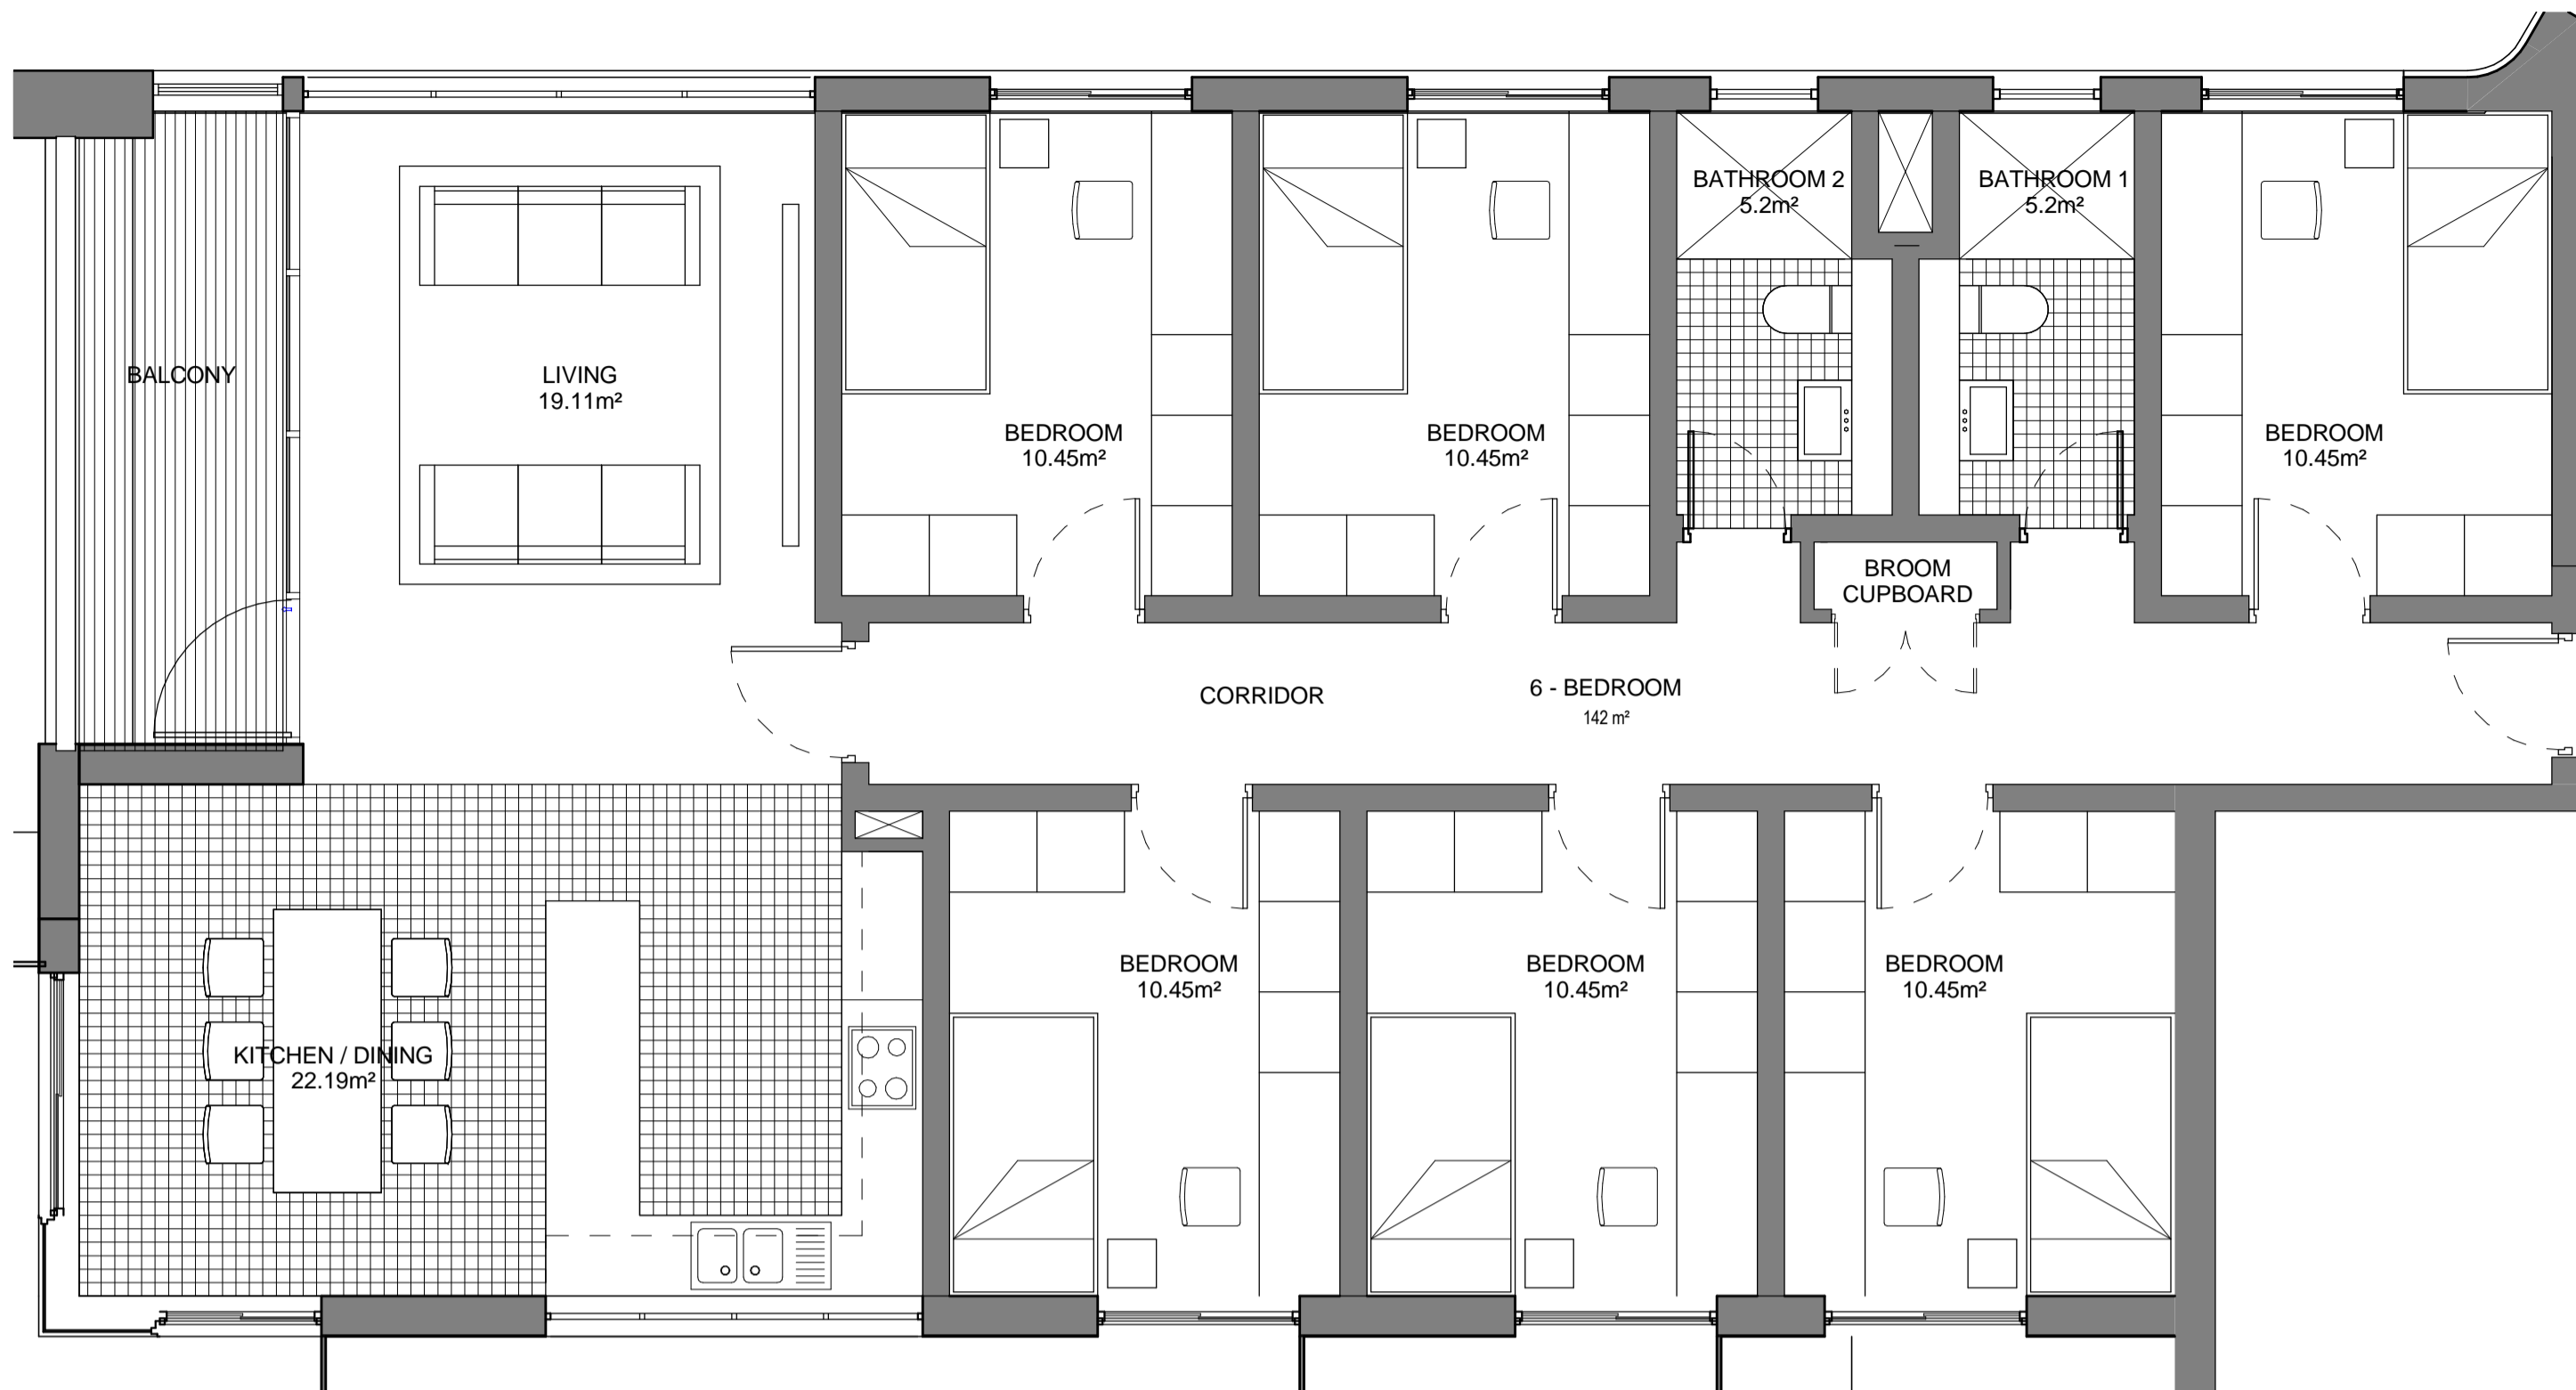 BATHROOM 2
5.2m²
BATHROOM 1
5.2m²
BALCONY
LIVING
19.11m²
BEDROOM
10.45m²
BEDROOM
10.45m²
BEDROOM
10.45m²
BROOM
CUPBOARD
CORRIDOR
6 - BEDROOM
142 m²
BEDROOM
10.45m²
BEDROOM
10.45m²
BEDROOM
10.45m²
KITCHEN / DINING
22.19m²